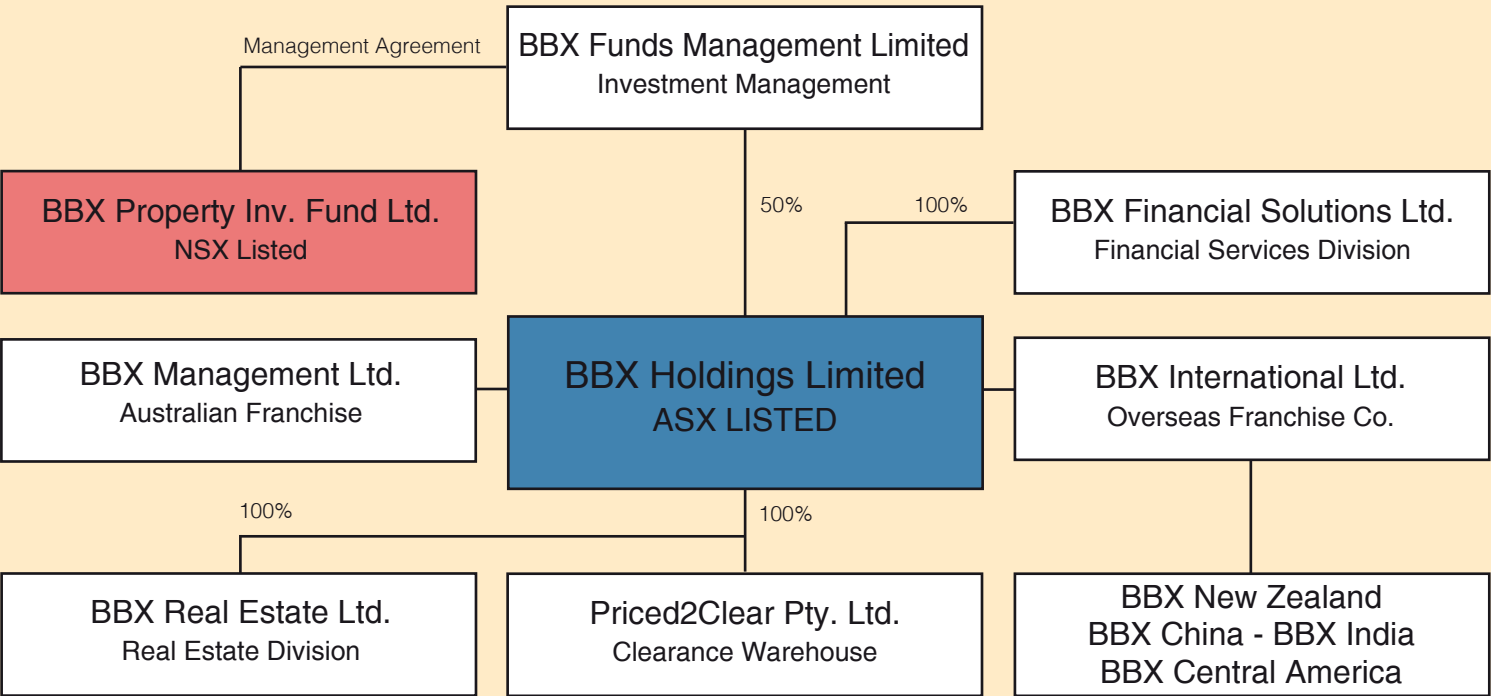 Management Agreement
BBX Funds Management Limited
Investment Management
BBX Property Inv. Fund Ltd.
NSX Listed
50%
100%
BBX Financial Solutions Ltd.
Financial Services Division
BBX Management Ltd.
Australian Franchise
BBX Holdings Limited
ASX LISTED
BBX International Ltd.
Overseas Franchise Co.
100%
100%
BBX Real Estate Ltd.
Real Estate Division
Priced2Clear Pty. Ltd.
Clearance Warehouse
BBX New Zealand
BBX China - BBX India
BBX Central America